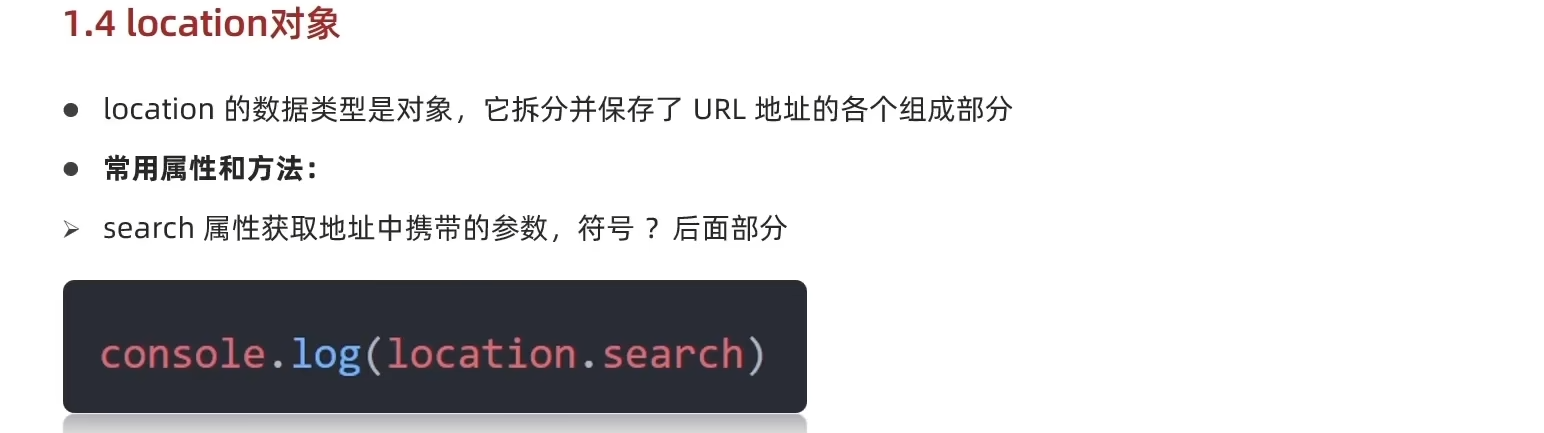 1.4 location对象
● location 的数据类型是对象，它拆分并保存了 URL 地址的各个组成部分
● 常用属性和方法：
➢ search 属性获取地址中携带的参数，符号 ？后面部分
console.log(location.search)